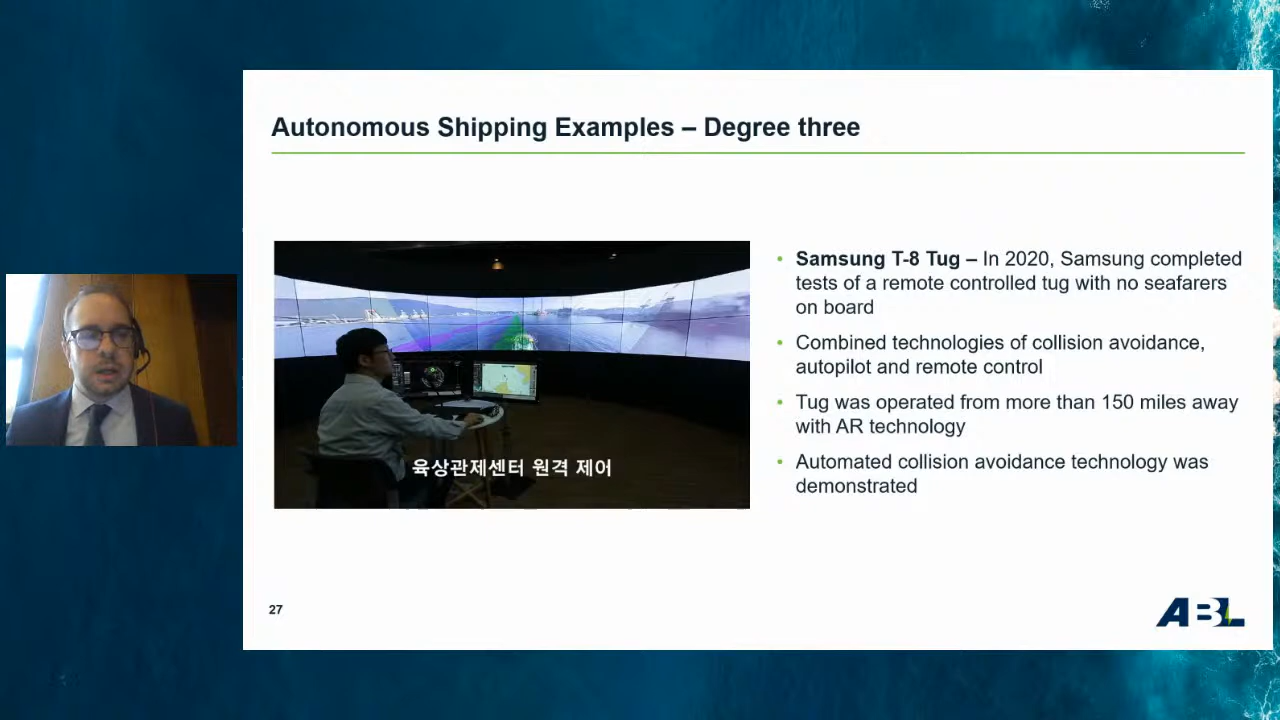 Autonomous Shipping Examples – Degree three
육상관제센터 원격 제어
• Samsung T-8 Tug – In 2020, Samsung completed
tests of a remote controlled tug with no seafarers
on board
• Combined technologies of collision avoidance,
autopilot and remote control
• Tug was operated from more than 150 miles away
with AR technology
• Automated collision avoidance technology was
demonstrated
27
ABL